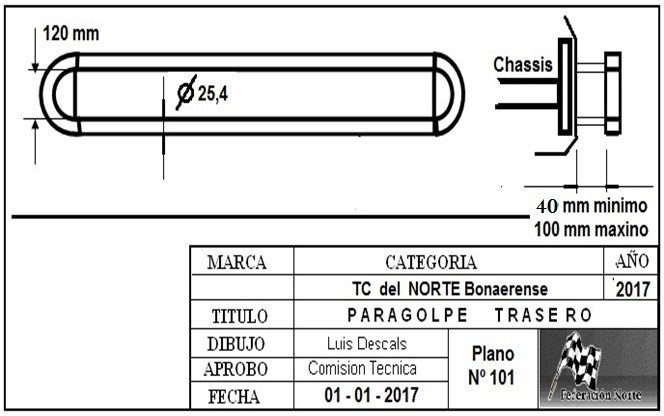 120 mm
Ø 25,4
Chassis
40 mm minimo
100 mm maxino
MARCA CATEGORIA AÑO
TC del NORTE Bonaerense 2017
TITULO PARAGOLPE TRASERO
DIBUJO Luis Descals
APROBO Comision Tecnica
FECHA 01 - 01 - 2017
Plano
Nº 101
Federación Norte